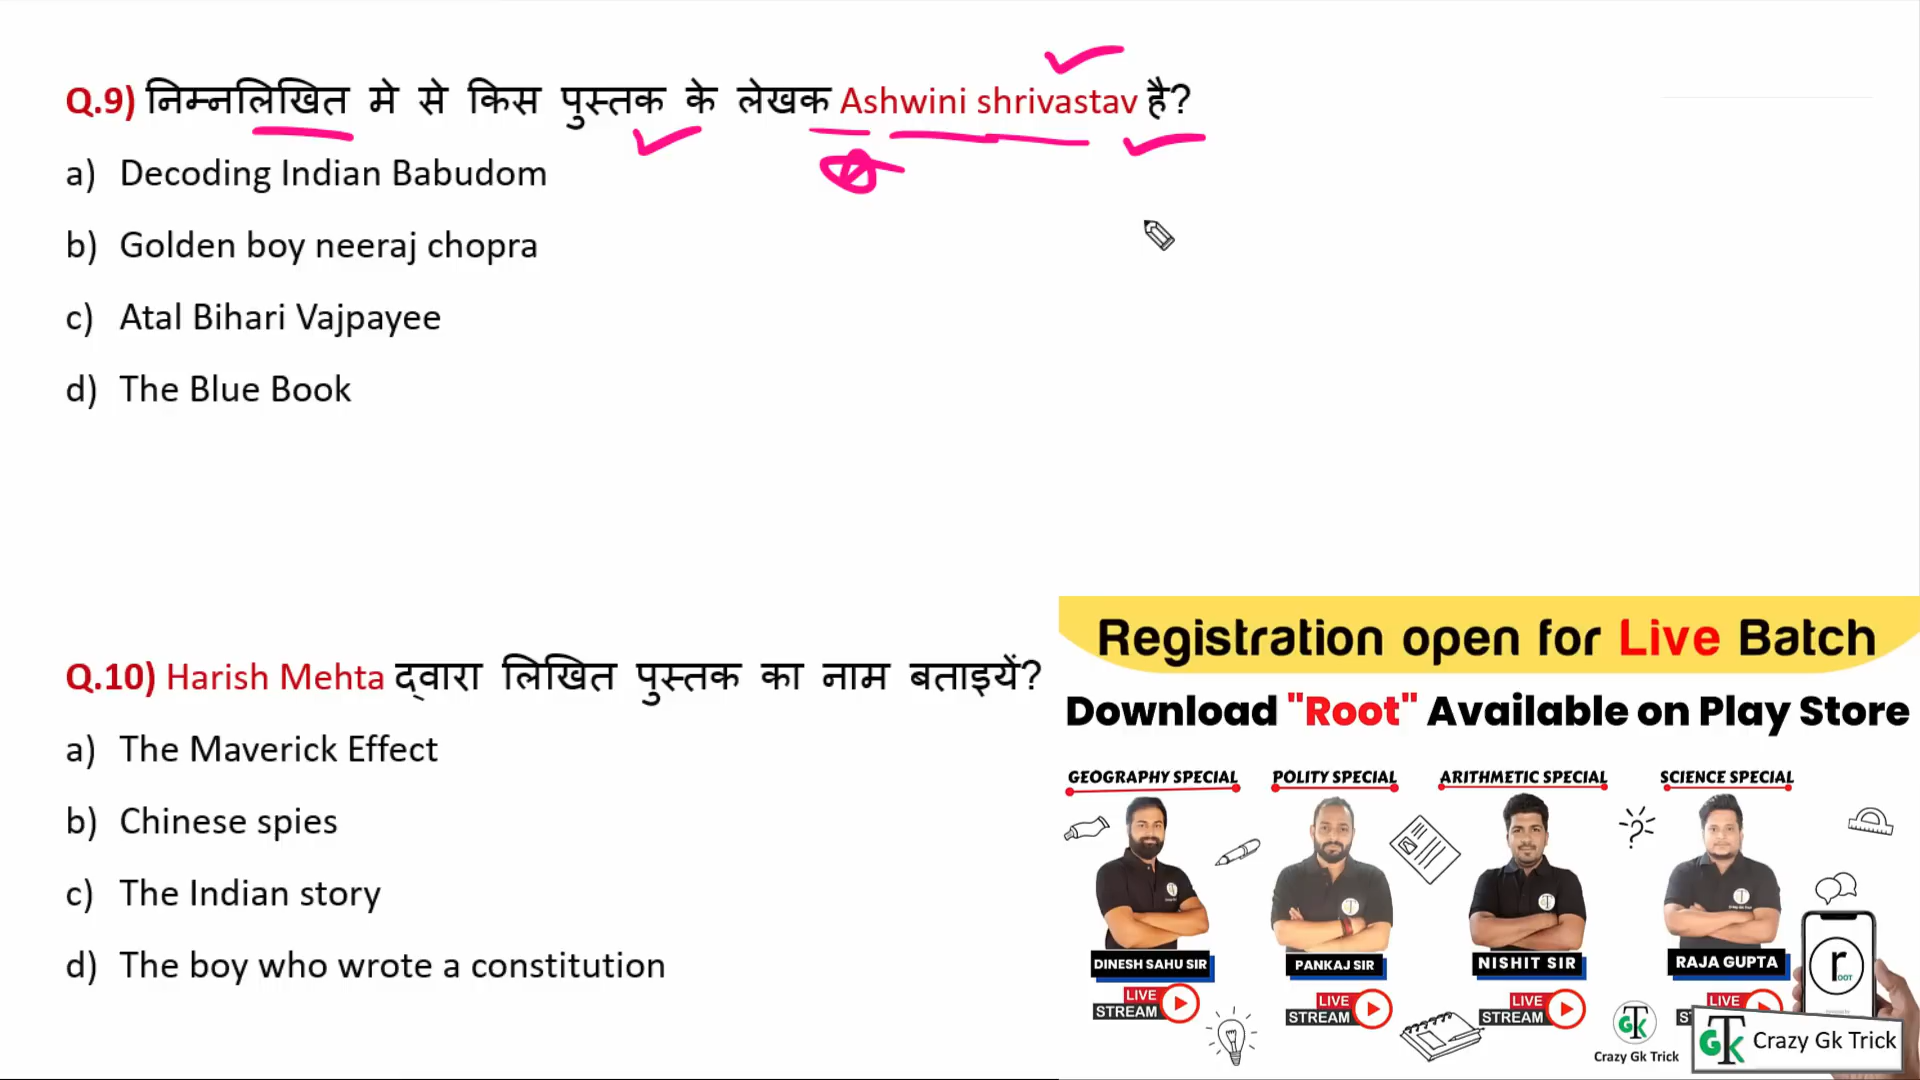 Q.9) निम्नलिखित मे से किस पुस्तक के लेखक Ashwini shrivastav है?
a) Decoding Indian Babudom
b) Golden boy neeraj chopra
c) Atal Bihari Vajpayee
d) The Blue Book
Q.10) Harish Mehta द्वारा लिखित पुस्तक का नाम बताइयें?
a) The Maverick Effect
b) Chinese spies
c) The Indian story
d) The boy who wrote a constitution
Registration open for Live Batch
Download "Root" Available on Play Store
GEOGRAPHY SPECIAL POLITY SPECIAL ARITHMETIC SPECIAL SCIENCE SPECIAL
DINESH SAHU SIR PANKAJ SIR NISHIT SIR RAJA GUPTA
LIVE STREAM LIVE STREAM LIVE STREAM LIVE
Crazy Gk Trick
Crazy Gk Trick